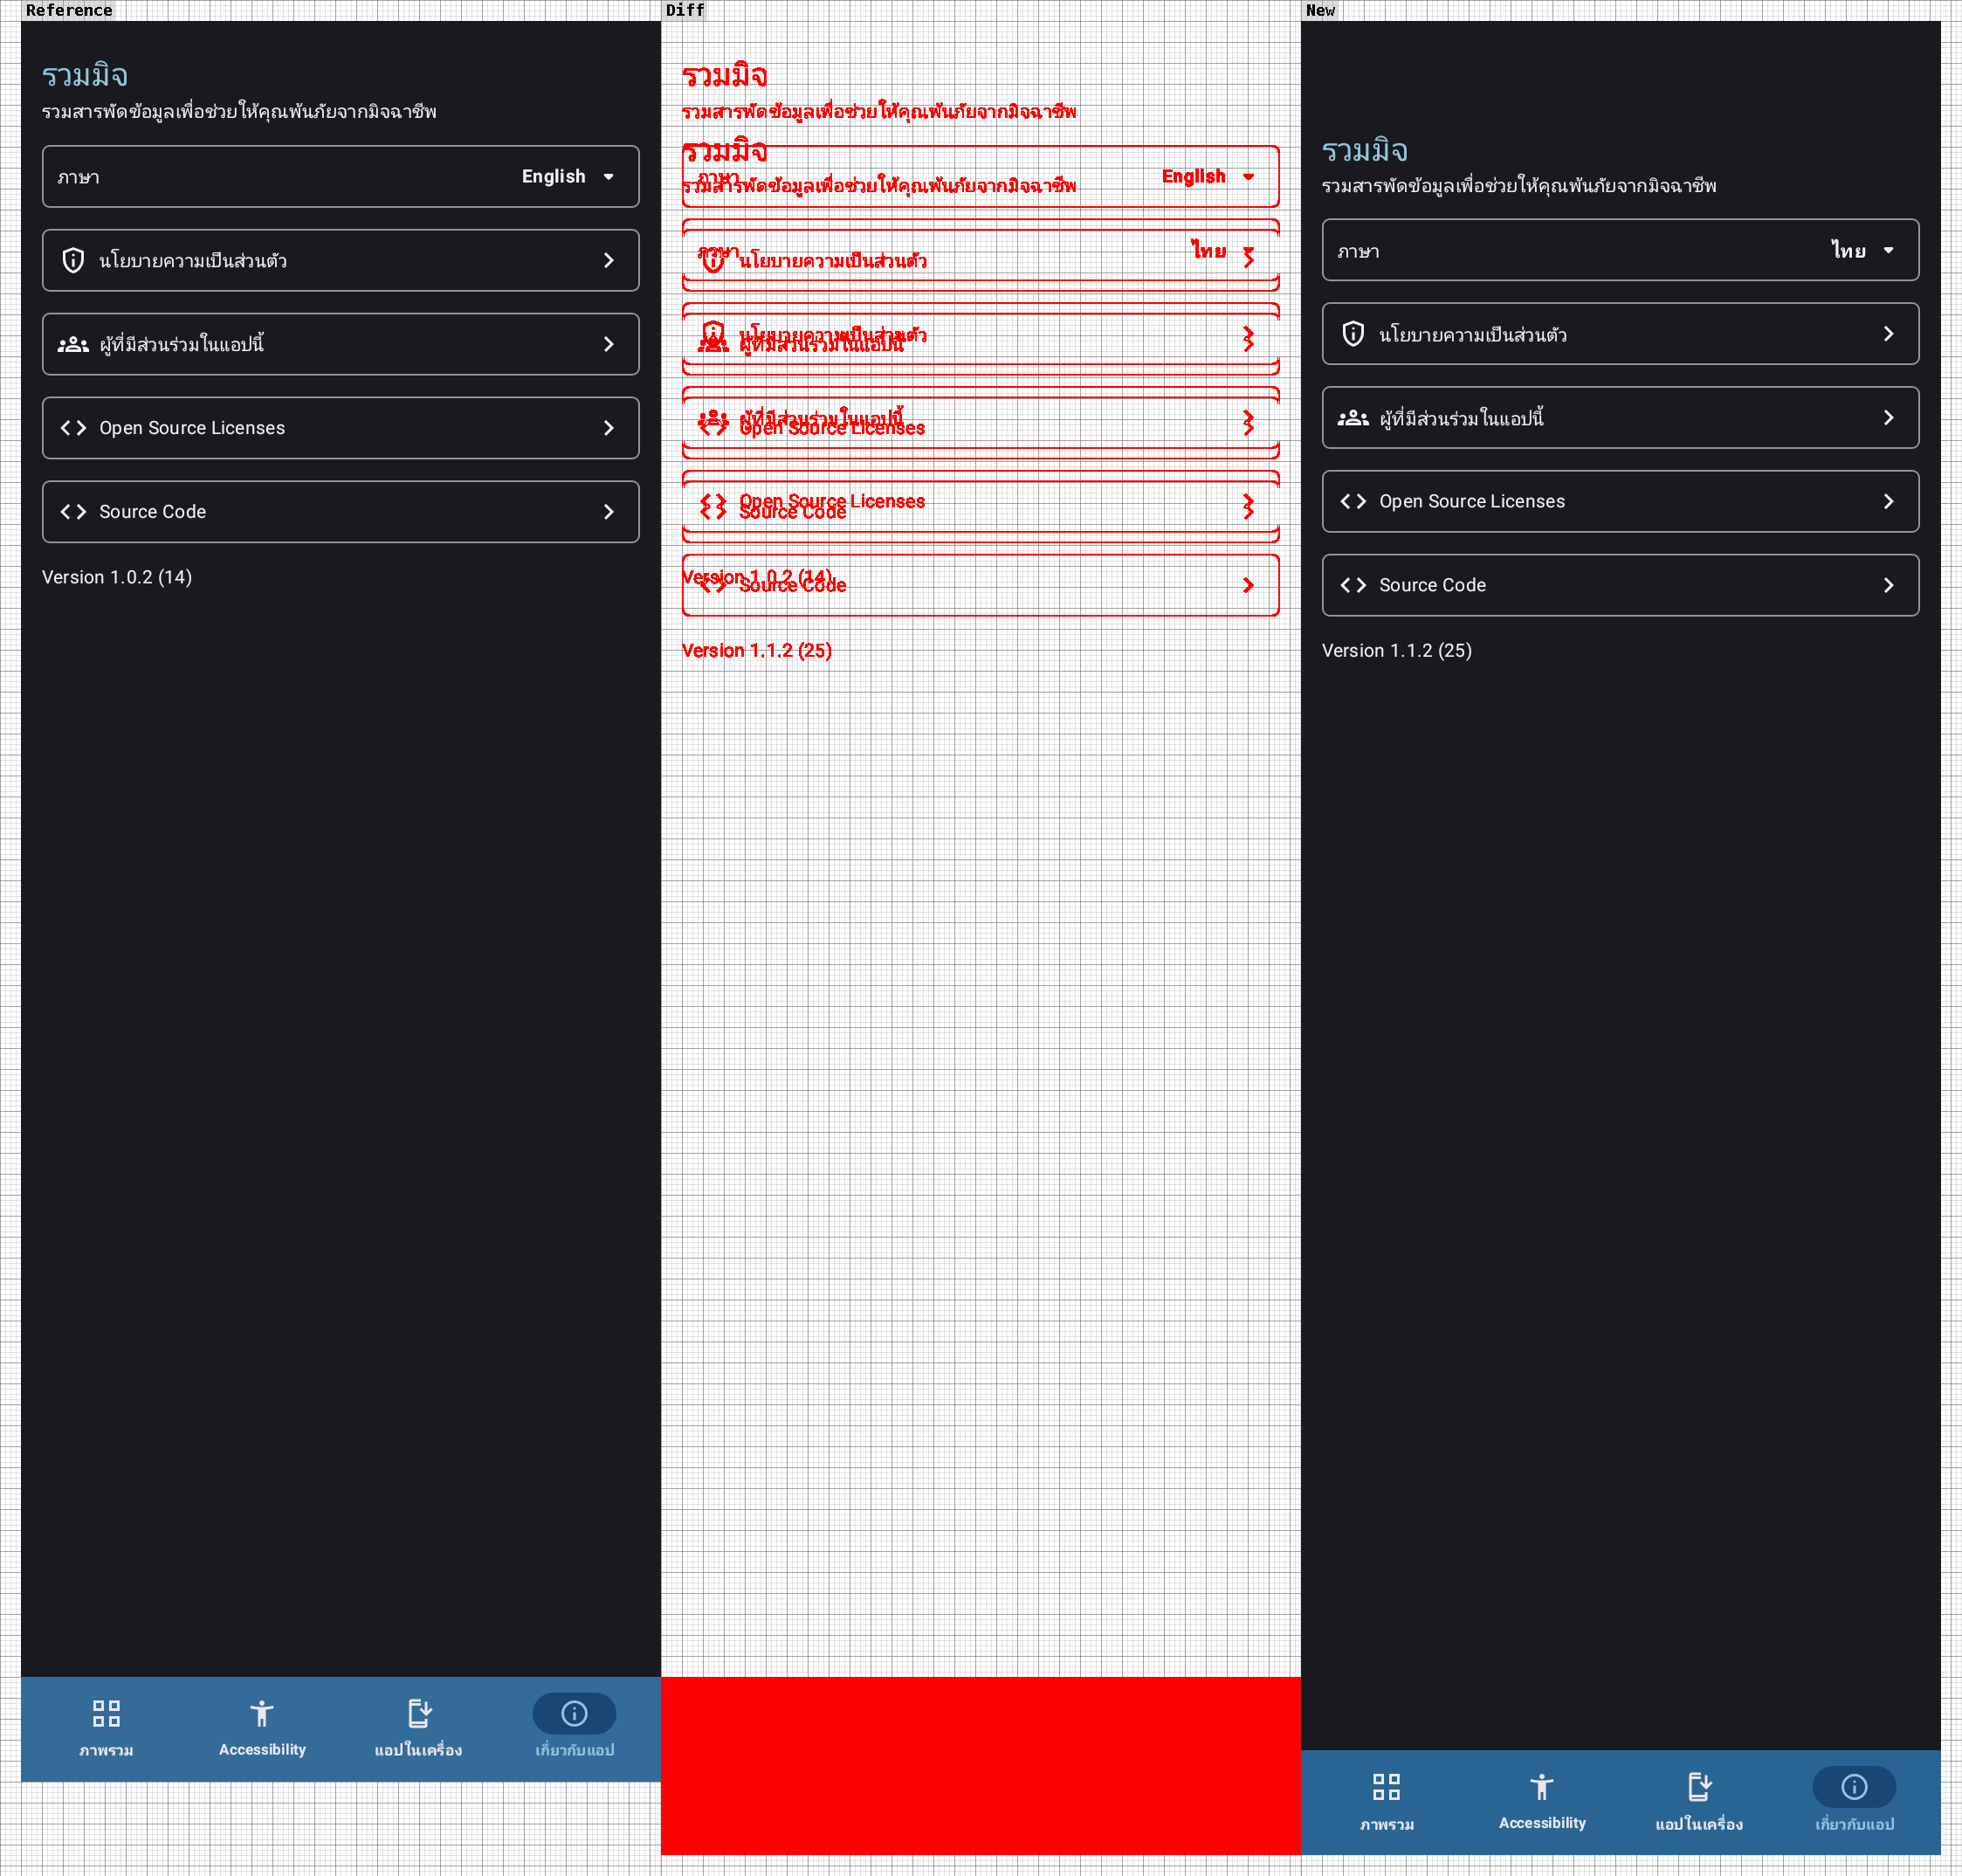 Reference
รวมมิจ
รวมสารพัดข้อมูลเพื่อช่วยให้คุณพ้นภัยจากมิจฉาชีพ
ภาษา English
นโยบายความเป็นส่วนตัว
ผู้ที่มีส่วนร่วมในแอปนี้
Open Source Licenses
Source Code
Version 1.0.2 (14)
ภาพรวม Accessibility แอปในเครื่อง เกี่ยวกับแอป
Diff
รวมมิจ
รวมสารพัดข้อมูลเพื่อช่วยให้คุณพ้นภัยจากมิจฉาชีพ
รวมมิจ
ภาษา English
รวมสารพัดข้อมูลเพื่อช่วยให้คุณพ้นภัยจากมิจฉาชีพ
ภาษา ไทย
นโยบายความเป็นส่วนตัว
นโยบายความเป็นส่วนตัว
ผู้ที่มีส่วนร่วมในแอปนี้
ผู้ที่มีส่วนร่วมในแอปนี้
Open Source Licenses
Open Source Licenses
Source Code
Version 1.0.2 (14)
Source Code
Version 1.1.2 (25)
New
รวมมิจ
รวมสารพัดข้อมูลเพื่อช่วยให้คุณพ้นภัยจากมิจฉาชีพ
ภาษา ไทย
นโยบายความเป็นส่วนตัว
ผู้ที่มีส่วนร่วมในแอปนี้
Open Source Licenses
Source Code
Version 1.1.2 (25)
ภาพรวม Accessibility แอปในเครื่อง เกี่ยวกับแอป